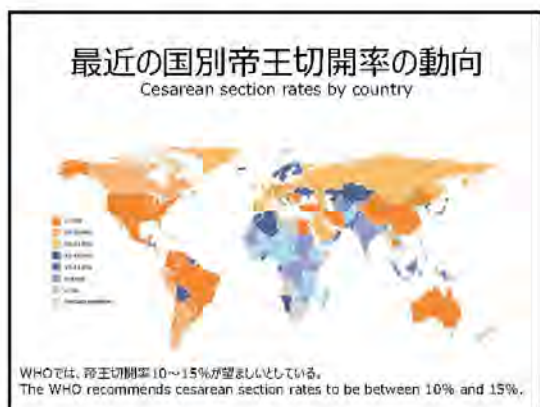 最近の国別帝王切開率の動向
Cesarean section rates by country
WHOでは、帝王切開率10～15%が望ましいとしている。
The WHO recommends cesarean section rates to be between 10% and 15%.